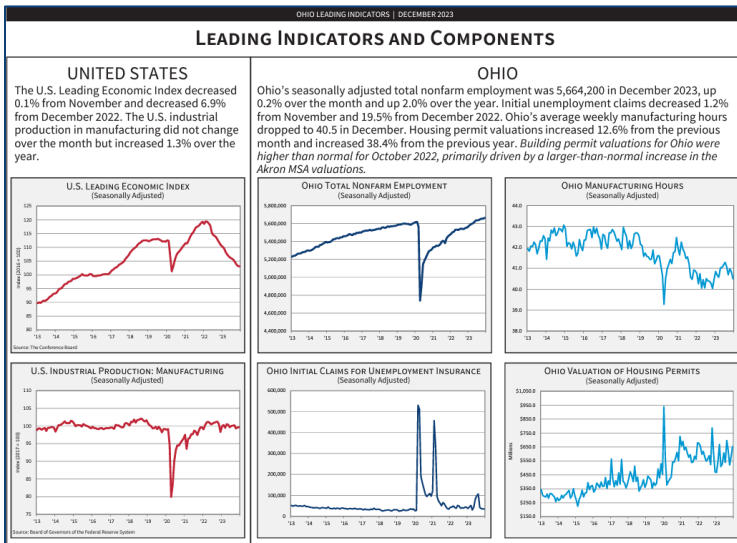 OHIO LEADING INDICATORS | DECEMBER 2023
LEADING INDICATORS AND COMPONENTS
UNITED STATES
The U.S. Leading Economic Index decreased
0.1% from November and decreased 6.9%
from December 2022. The U.S. industrial
production in manufacturing did not change
over the month but increased 1.3% over the
year.
OHIO
Ohio's seasonally adjusted total nonfarm employment was 5,664,200 in December 2023, up
0.2% over the month and up 2.0% over the year. Initial unemployment claims decreased 1.2%
from November and 19.5% from December 2022. Ohio's average weekly manufacturing hours
dropped to 40.5 in December. Housing permit valuations increased 12.6% from the previous
month and increased 38.4% from the previous year. Building permit valuations for Ohio were
higher than normal for October 2022, primarily driven by a larger-than-normal increase in the
Akron MSA valuations.
U.S. LEADING ECONOMIC INDEX
(Seasonally Adjusted)
125
120
115
110
105
100
95
90
85
80
Index (2016 = 100)
'13 '14 '15 '16 '17 '18 '19 '20 '21 '22 '23
Source: The Conference Board
OHIO TOTAL NONFARM EMPLOYMENT
(Seasonally Adjusted)
5,800,000
5,600,000
5,400,000
5,200,000
5,000,000
4,800,000
4,600,000
4,400,000
'13 '14 '15 '16 '17 '18 '19 '20 '21 '22 '23
OHIO MANUFACTURING HOURS
(Seasonally Adjusted)
44.0
43.0
42.0
41.0
40.0
39.0
38.0
'13 '14 '15 '16 '17 '18 '19 '20 '21 '22 '23
U.S. INDUSTRIAL PRODUCTION: MANUFACTURING
(Seasonally Adjusted)
110
105
100
95
90
85
80
75
Index (2017 = 100)
'13 '14 '15 '16 '17 '18 '19 '20 '21 '22 '23
Source: Board of Governors of the Federal Reserve System
OHIO INITIAL CLAIMS FOR UNEMPLOYMENT INSURANCE
(Seasonally Adjusted)
600,000
500,000
400,000
300,000
200,000
100,000
0
'13 '14 '15 '16 '17 '18 '19 '20 '21 '22 '23
OHIO VALUATION OF HOUSING PERMITS
(Seasonally Adjusted)
$1,050.0
$950.0
$850.0
$750.0
$650.0
$550.0
$450.0
$350.0
$250.0
$150.0
Millions
'13 '14 '15 '16 '17 '18 '19 '20 '21 '22 '23